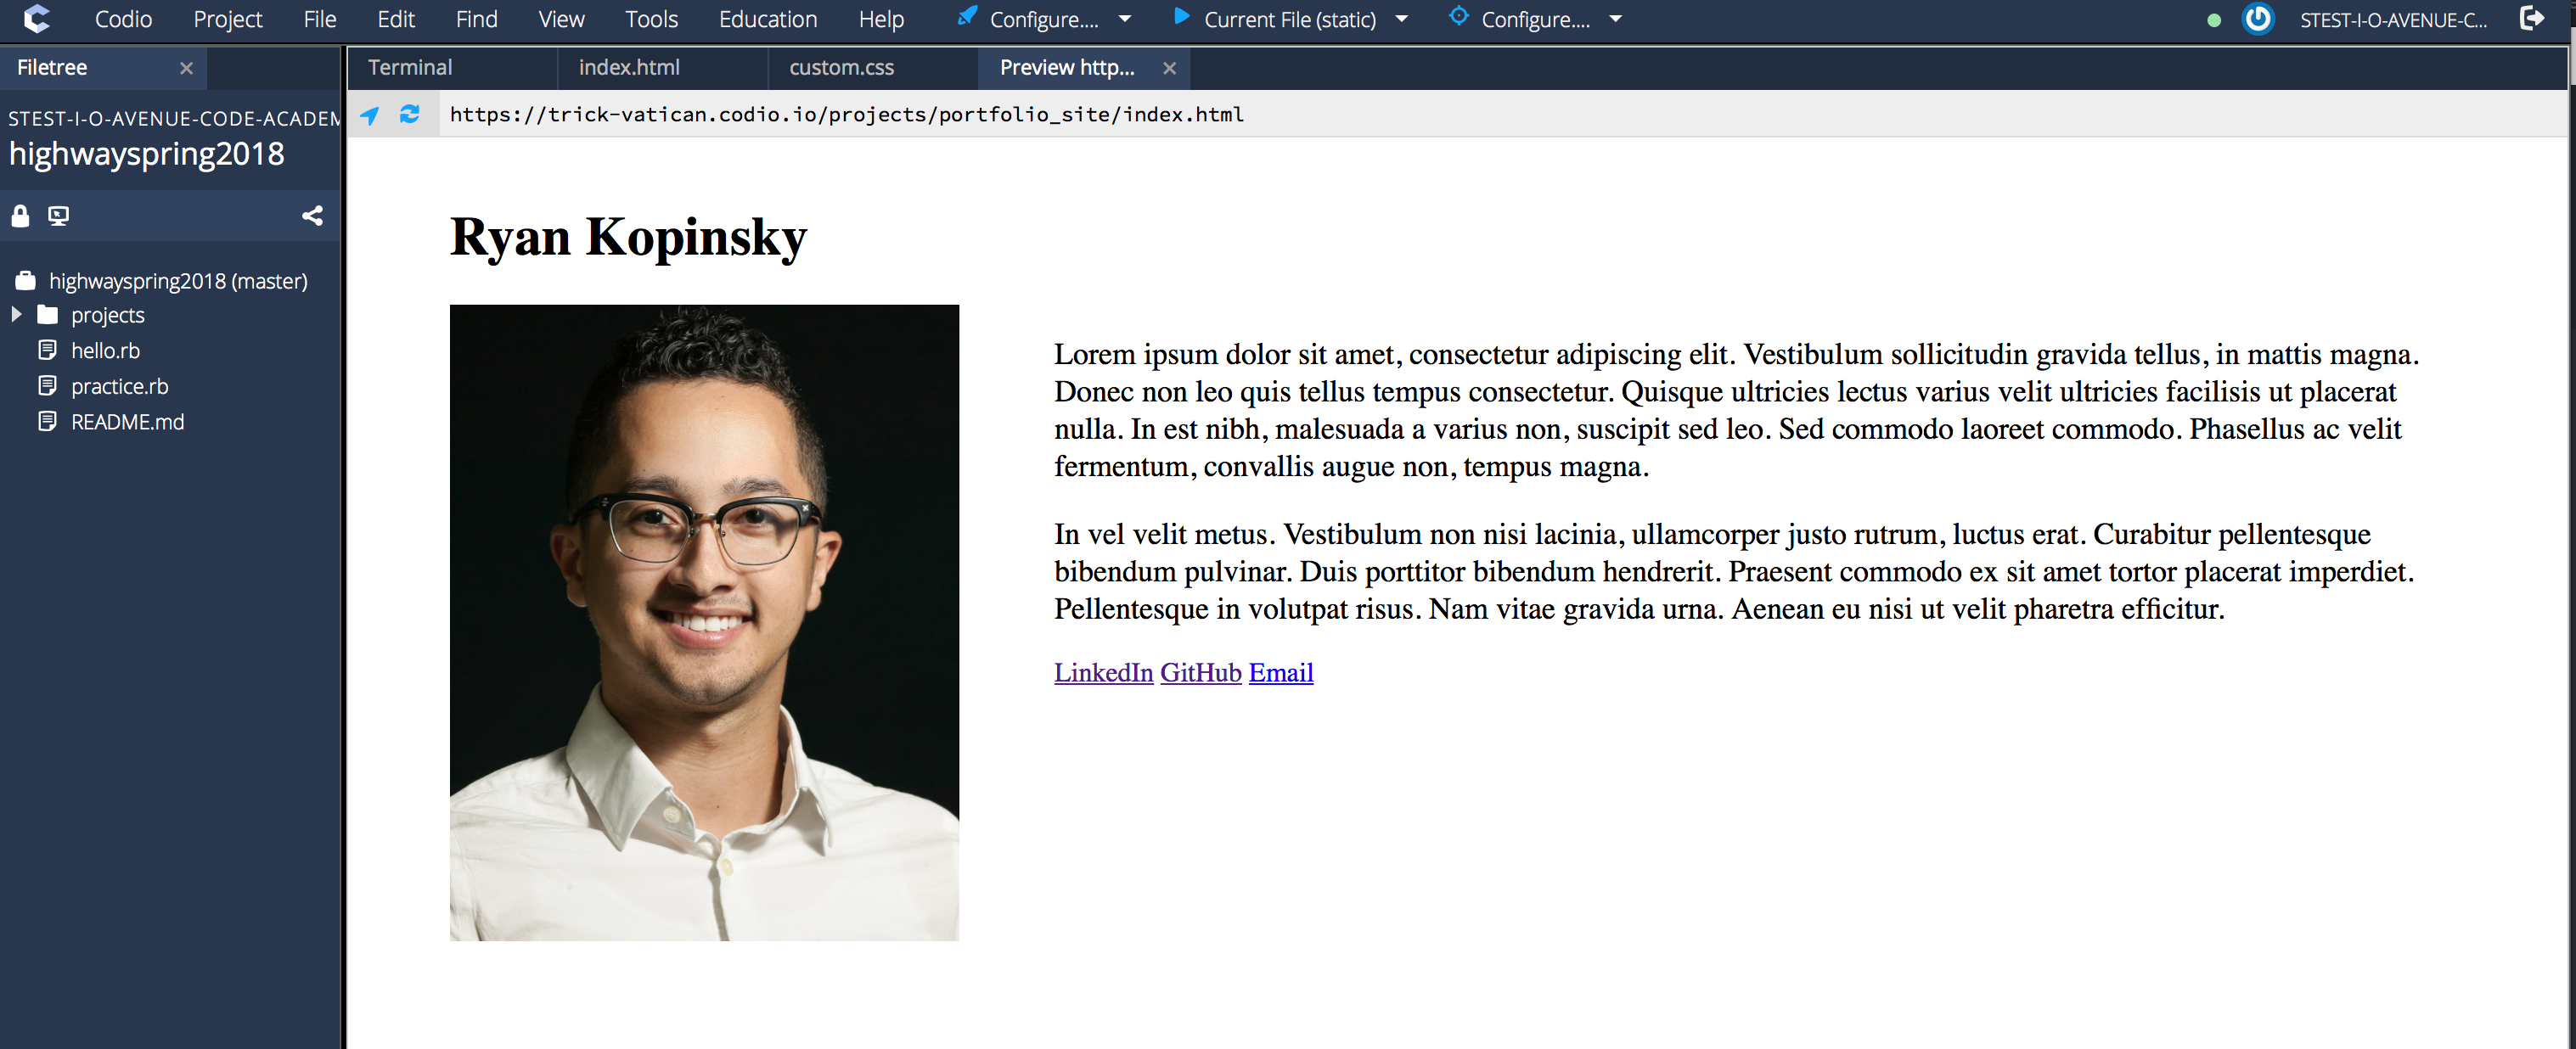 Codio Project File Edit Find View Tools Education Help Configure.... Current File (static) Configure.... STEST-I-O-AVENUE-C...
Filetree
Terminal index.html custom.css Preview http...
https://trick-vatican.codio.io/projects/portfolio_site/index.html
STEST-I-O-AVENUE-CODE-ACADEM
highwayspring2018
highwayspring2018 (master)
projects
hello.rb
practice.rb
README.md
Ryan Kopinsky
Lorem ipsum dolor sit amet, consectetur adipiscing elit. Vestibulum sollicitudin gravida tellus, in mattis magna.
Donec non leo quis tellus tempus consectetur. Quisque ultricies lectus varius velit ultricies facilisis ut placerat
nulla. In est nibh, malesuada a varius non, suscipit sed leo. Sed commodo laoreet commodo. Phasellus ac velit
fermentum, convallis augue non, tempus magna.
In vel velit metus. Vestibulum non nisi lacinia, ullamcorper justo rutrum, luctus erat. Curabitur pellentesque
bibendum pulvinar. Duis porttitor bibendum hendrerit. Praesent commodo ex sit amet tortor placerat imperdiet.
Pellentesque in volutpat risus. Nam vitae gravida urna. Aenean eu nisi ut velit pharetra efficitur.
LinkedIn GitHub Email